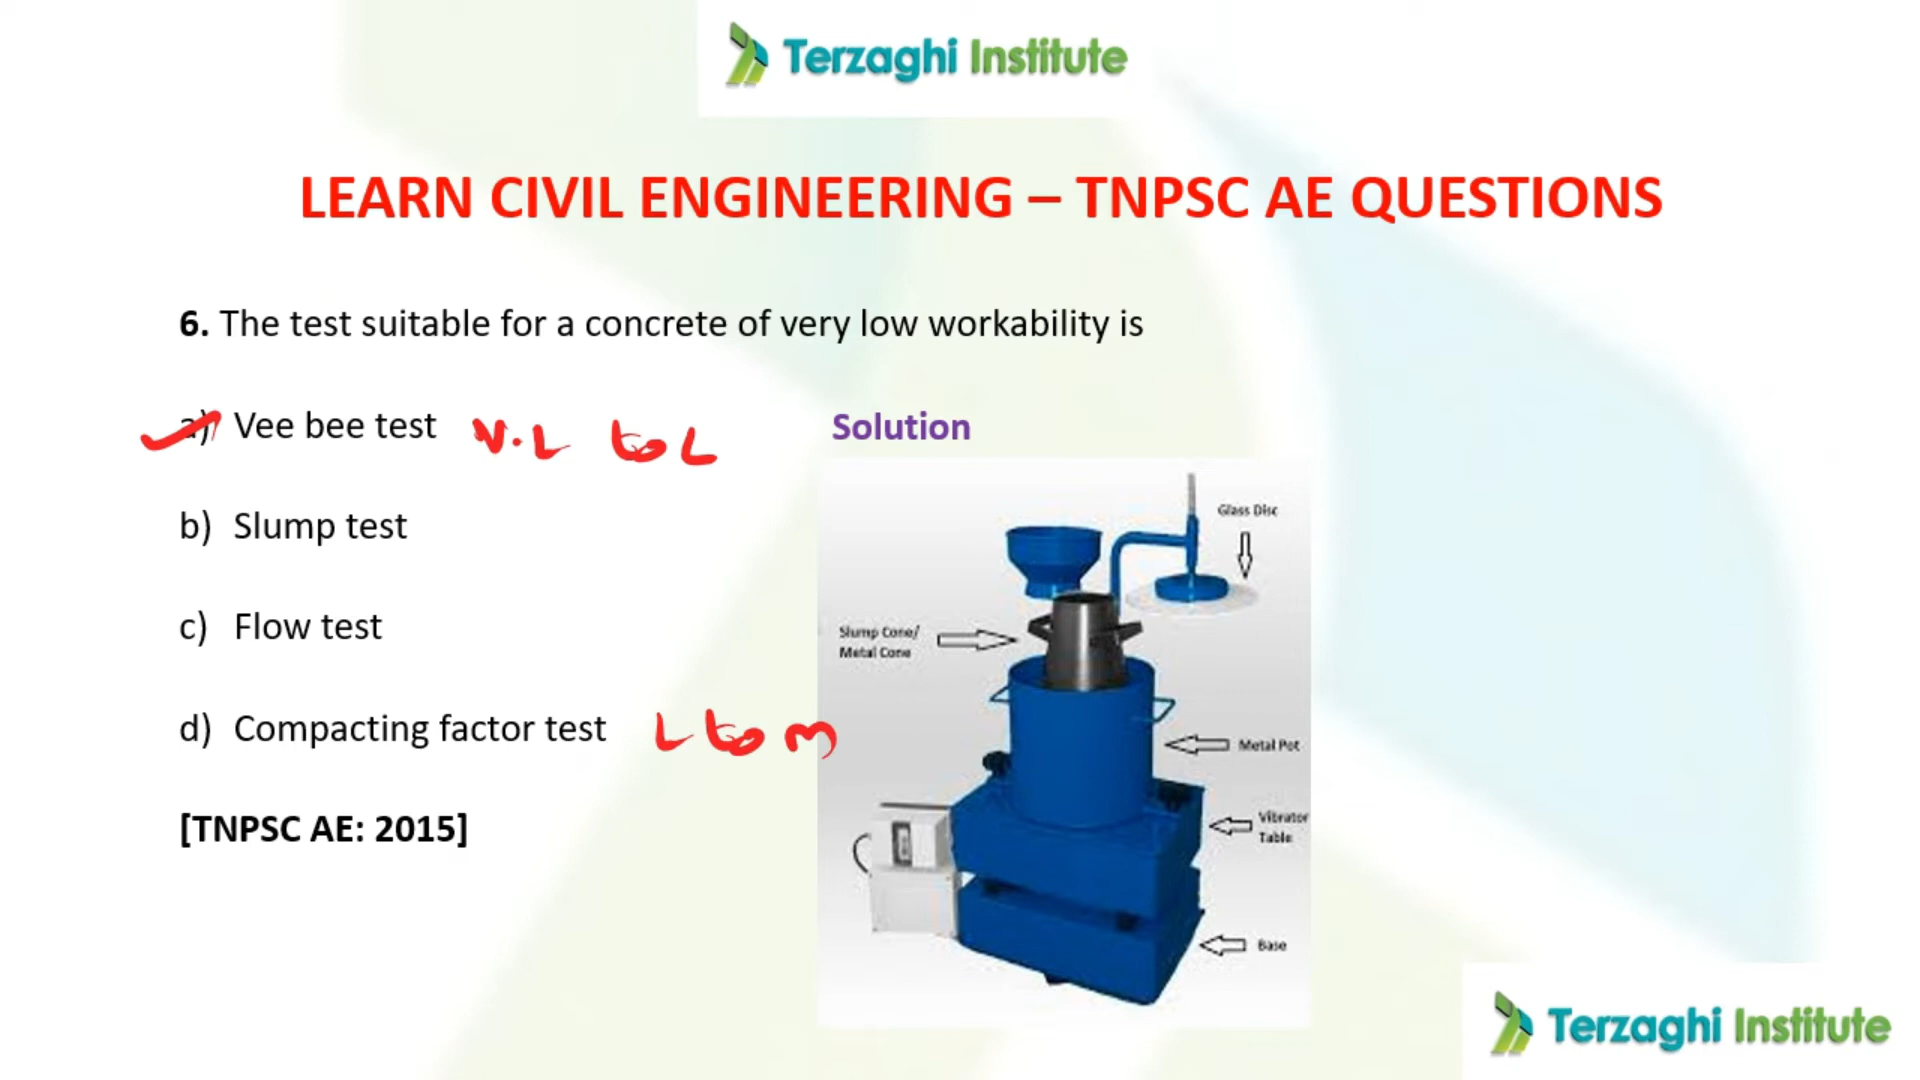 Terzaghi Institute
LEARN CIVIL ENGINEERING – TNPSC AE QUESTIONS
6. The test suitable for a concrete of very low workability is
a) Vee bee test V.L to L
Solution
b) Slump test
c) Flow test
d) Compacting factor test L to m
[TNPSC AE: 2015]
Glass Disc
Slump Cone/
Metal Cone
Metal Pot
Vibrator
Table
Base
Terzaghi Institute